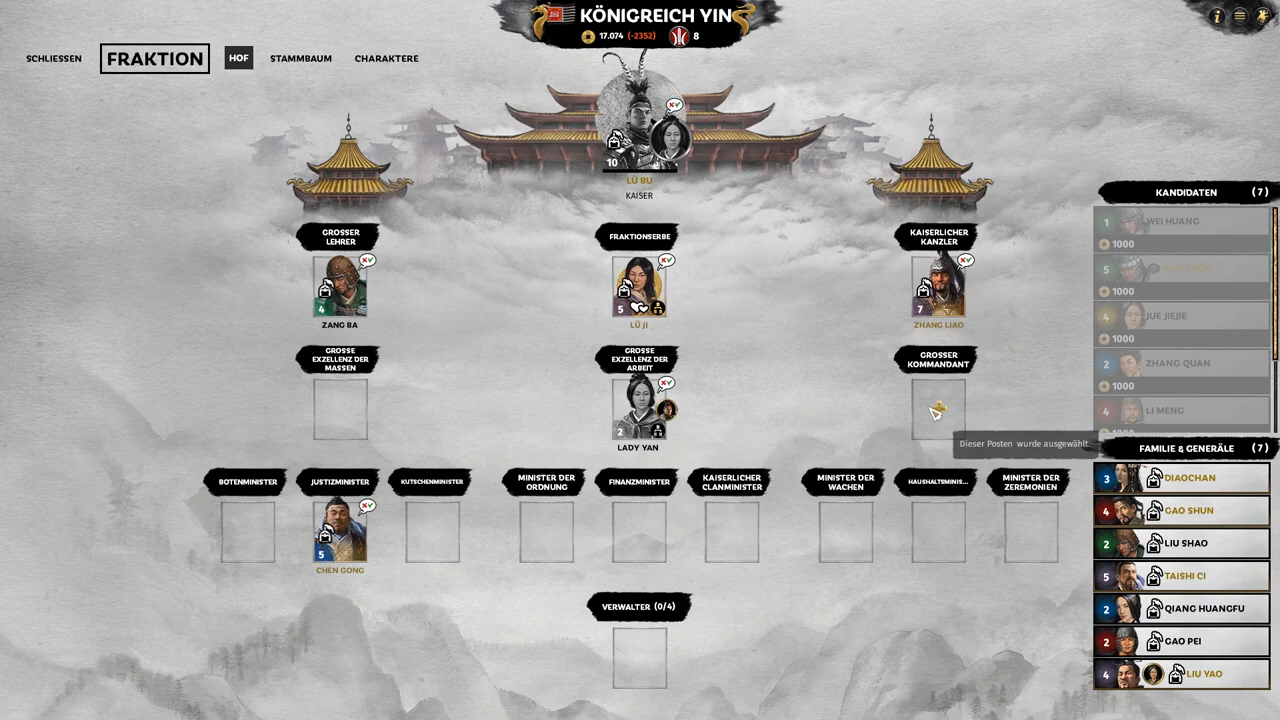 KÖNIGREICH YIN
17.074 (-2352) 8
SCHLIESSEN FRAKTION HOF STAMMBAUM CHARAKTERE
10
LÜ BU
KAISER
GROSSER
LEHRER
4
ZANG BA
FRAKTIONSERBE
5
LÜ JI
KAISERLICHER
KANZLER
7
ZHANG LIAO
GROSSE
EXZELLENZ DER
MASSEN
GROSSE
EXZELLENZ DER
ARBEIT
2
LADY YAN
GROSSER
KOMMANDANT
Dieser Posten wurde ausgewählt.
BOTENMINISTER
JUSTIZMINISTER
5
CHEN GONG
KUTSCHENMINISTER
MINISTER DER
ORDNUNG
FINANZMINISTER
KAISERLICHER
CLANMINISTER
MINISTER DER
WACHEN
HAUSHALTSMINIS...
MINISTER DER
ZEREMONIEN
VERWALTER (0/4)
KANDIDATEN (7)
1 WEI HUANG
1000
5
1000
4 JUE JIEJIE
1000
2 ZHANG QUAN
1000
4 LI MENG
1000
FAMILIE & GENERÄLE (7)
3 DIAOCHAN
4 GAO SHUN
2 LIU SHAO
5 TAISHI CI
2 QIANG HUANGFU
2 GAO PEI
4 LIU YAO